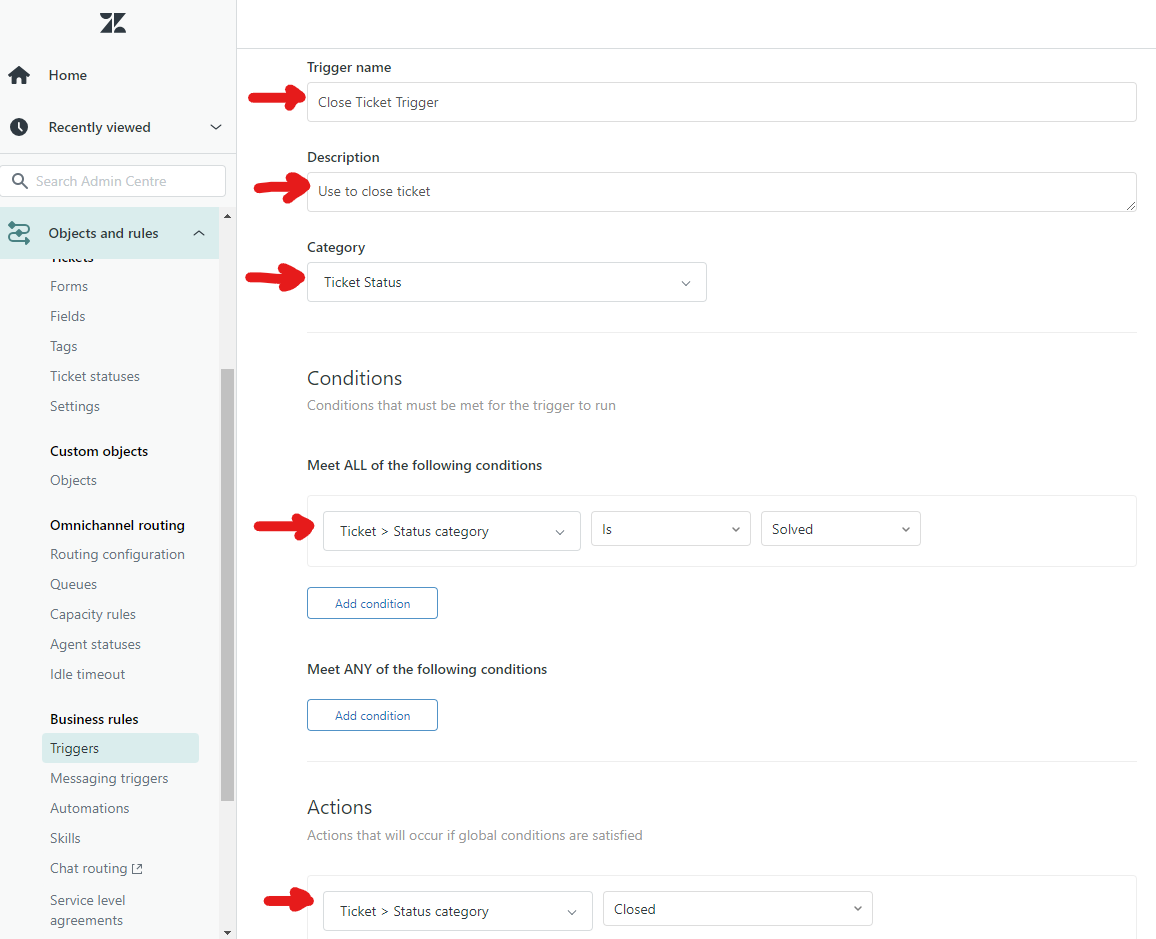 Home
Recently viewed
Search Admin Centre
Objects and rules
Tickets
Forms
Fields
Tags
Ticket statuses
Settings
Custom objects
Objects
Omnichannel routing
Routing configuration
Queues
Capacity rules
Agent statuses
Idle timeout
Business rules
Triggers
Messaging triggers
Automations
Skills
Chat routing
Service level
agreements
Trigger name
Close Ticket Trigger
Description
Use to close ticket
Category
Ticket Status
Conditions
Conditions that must be met for the trigger to run
Meet ALL of the following conditions
Ticket > Status category Is Solved
Add condition
Meet ANY of the following conditions
Add condition
Actions
Actions that will occur if global conditions are satisfied
Ticket > Status category Closed